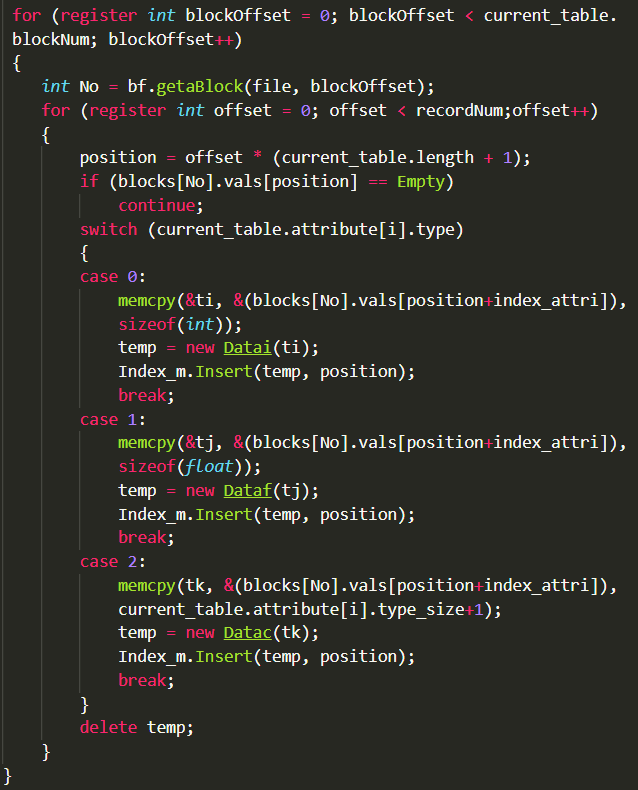 for (register int blockOffset = 0; blockOffset < current_table.
blockNum; blockOffset++)
{
int No = bf.getaBlock(file, blockOffset);
for (register int offset = 0; offset < recordNum;offset++)
{
position = offset * (current_table.length + 1);
if (blocks[No].vals[position] == Empty)
continue;
switch (current_table.attribute[i].type)
{
case 0:
memcpy(&ti, &(blocks[No].vals[position+index_attri]),
sizeof(int));
temp = new Datai(ti);
Index_m.Insert(temp, position);
break;
case 1:
memcpy(&tj, &(blocks[No].vals[position+index_attri]),
sizeof(float));
temp = new Dataf(tj);
Index_m.Insert(temp, position);
break;
case 2:
memcpy(tk, &(blocks[No].vals[position+index_attri]),
current_table.attribute[i].type_size+1);
temp = new Datac(tk);
Index_m.Insert(temp, position);
break;
}
delete temp;
}
}